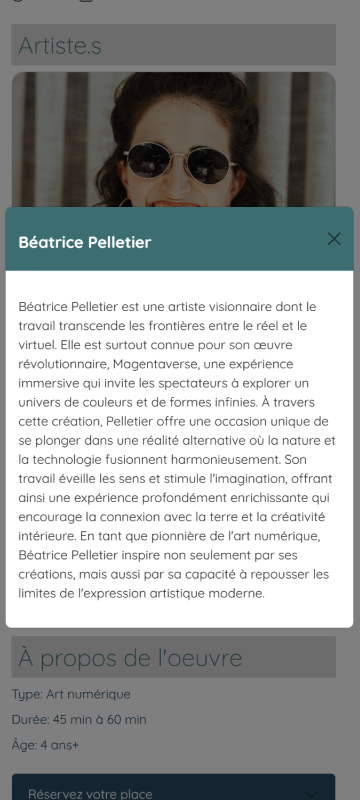 Artiste.s
Béatrice Pelletier
Béatrice Pelletier est une artiste visionnaire dont le
travail transcende les frontières entre le réel et le
virtuel. Elle est surtout connue pour son œuvre
révolutionnaire, Magentaverse, une expérience
immersive qui invite les spectateurs à explorer un
univers de couleurs et de formes infinies. À travers
cette création, Pelletier offre une occasion unique de
se plonger dans une réalité alternative où la nature et
la technologie fusionnent harmonieusement. Son
travail éveille les sens et stimule l'imagination, offrant
ainsi une expérience profondément enrichissante qui
encourage la connexion avec la terre et la créativité
intérieure. En tant que pionnière de l'art numérique,
Béatrice Pelletier inspire non seulement par ses
créations, mais aussi par sa capacité à repousser les
limites de l'expression artistique moderne.
À propos de l'oeuvre
Type: Art numérique
Durée: 45 min à 60 min
Âge: 4 ans+
Réservez votre place